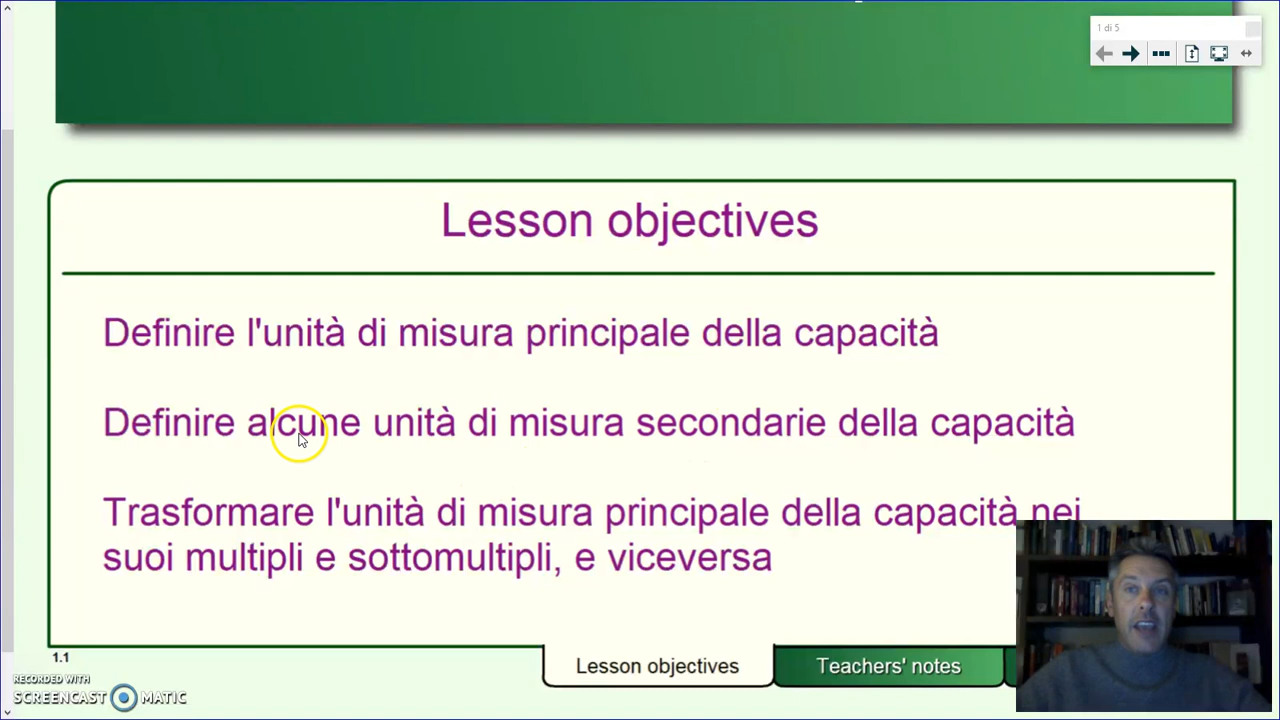 1 di 5
Lesson objectives
Definire l'unità di misura principale della capacità
Definire alcune unità di misura secondarie della capacità
Trasformare l'unità di misura principale della capacità nei
suoi multipli e sottomultipli, e viceversa
1.1
Lesson objectives
Teachers' notes
RECORDED WITH
SCREENCAST MATIC